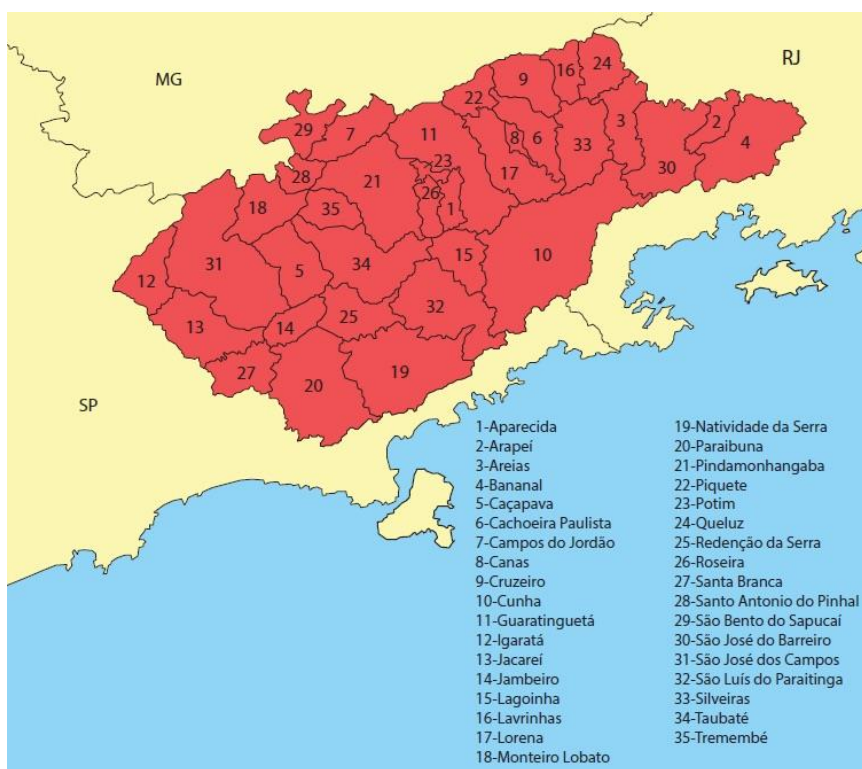 MG
RJ
SP
24
16
9
22
2
3
4
29
7
11
8
6
33
23
17
30
28
21
26
1
18
35
10
15
34
31
5
12
32
25
13
14
19
27
20
1-Aparecida
2-Arapeí
3-Areias
4-Bananal
5-Caçapava
6-Cachoeira Paulista
7-Campos do Jordão
8-Canas
9-Cruzeiro
10-Cunha
11-Guaratinguetá
12-Igaratá
13-Jacareí
14-Jambeiro
15-Lagoinha
16-Lavrinhas
17-Lorena
18-Monteiro Lobato
19-Natividade da Serra
20-Paraibuna
21-Pindamonhangaba
22-Piquete
23-Potim
24-Queluz
25-Redenção da Serra
26-Roseira
27-Santa Branca
28-Santo Antonio do Pinhal
29-São Bento do Sapucaí
30-São José do Barreiro
31-São José dos Campos
32-São Luís do Paraitinga
33-Silveiras
34-Taubaté
35-Tremembé